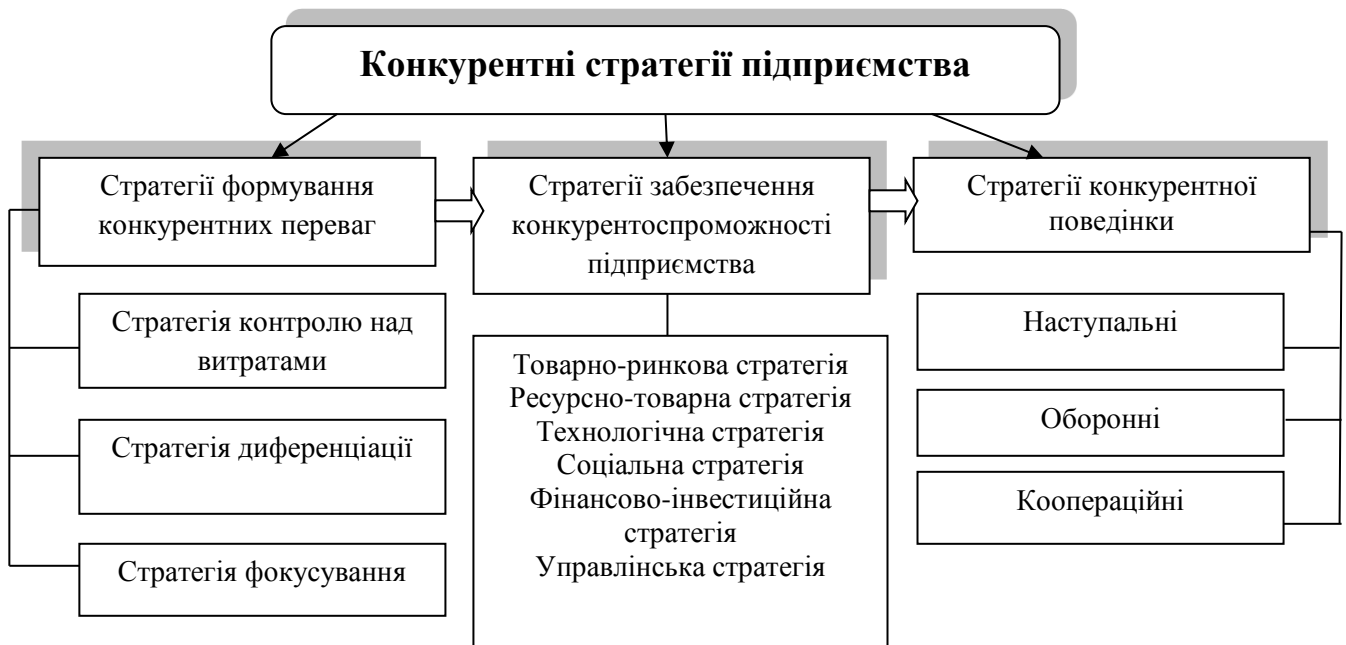 Конкурентні стратегії підприємства
Стратегії формування
конкурентних переваг
Стратегія контролю над
витратами
Стратегія диференціації
Стратегія фокусування
Стратегії забезпечення
конкурентоспроможності
підприємства
Товарно-ринкова стратегія
Ресурсно-товарна стратегія
Технологічна стратегія
Соціальна стратегія
Фінансово-інвестиційна
стратегія
Управлінська стратегія
Стратегії конкурентної
поведінки
Наступальні
Оборонні
Коопераційні